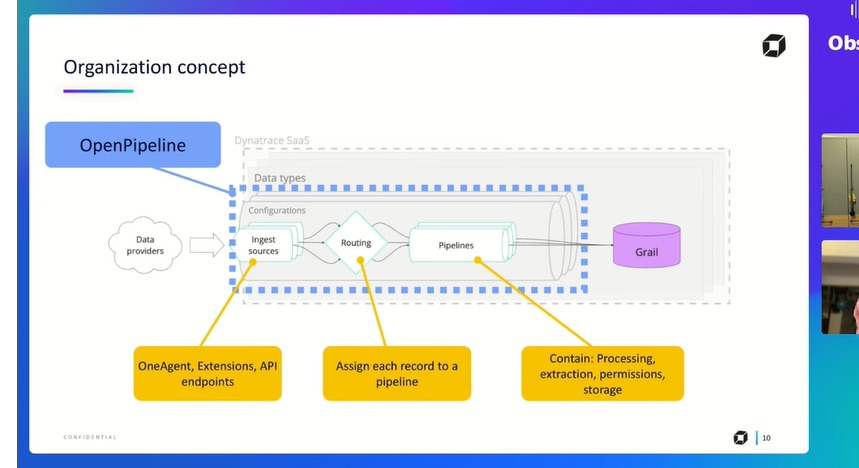 Obs
Organization concept
OpenPipeline
Dynatrace SaaS
Data types
Configurations
Data
providers
Ingest
sources
Routing
Pipelines
Grail
OneAgent, Extensions, API
endpoints
Assign each record to a
pipeline
Contain: Processing,
extraction, permissions,
storage
CONFIDENTIAL
10